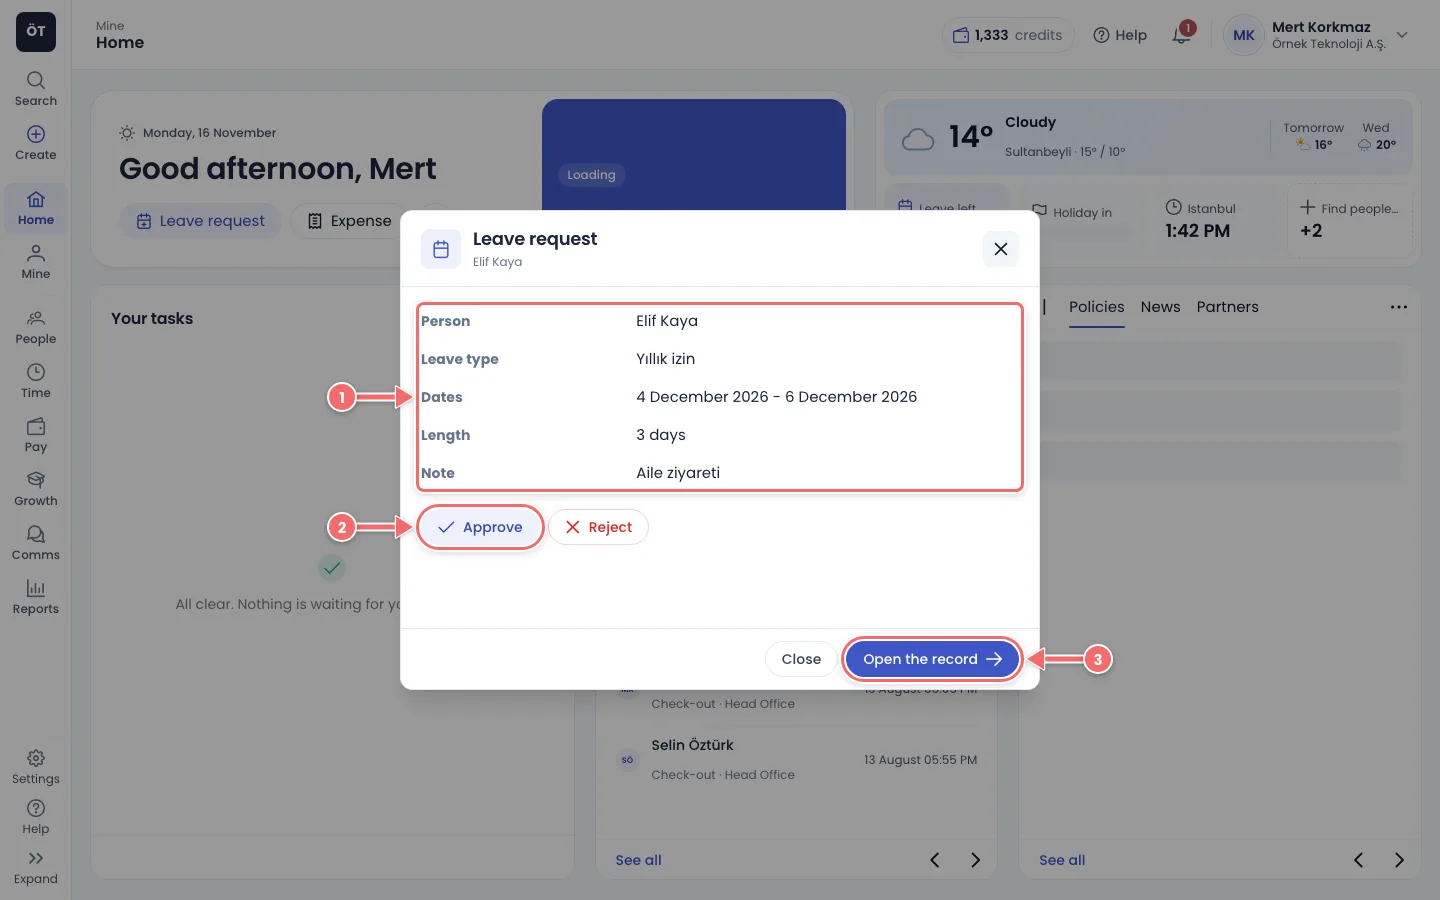 ÖT
Mine
Home
1,333 credits
Help
1
MK
Mert Korkmaz
Örnek Teknoloji A.Ş.
Search
Create
Home
Mine
People
Time
Pay
Growth
Comms
Reports
Settings
Help
Expand
Monday, 16 November
Good afternoon, Mert
Leave request
Expense
Loading
14°
Cloudy
Sultanbeyli · 15° / 10°
Tomorrow
16°
Wed
20°
Leave left
Holiday in
Istanbul
1:42 PM
Find people...
+2
Your tasks
All clear. Nothing is waiting for
Policies
News
Partners
Leave request
Elif Kaya
Person
Elif Kaya
Leave type
Yıllık izin
Dates
4 December 2026 - 6 December 2026
Length
3 days
Note
Aile ziyareti
Approve
Reject
Close
Open the record
1
2
3
Check-out · Head Office
SÖ
Selin Öztürk
13 August 05:55 PM
Check-out · Head Office
See all
See all